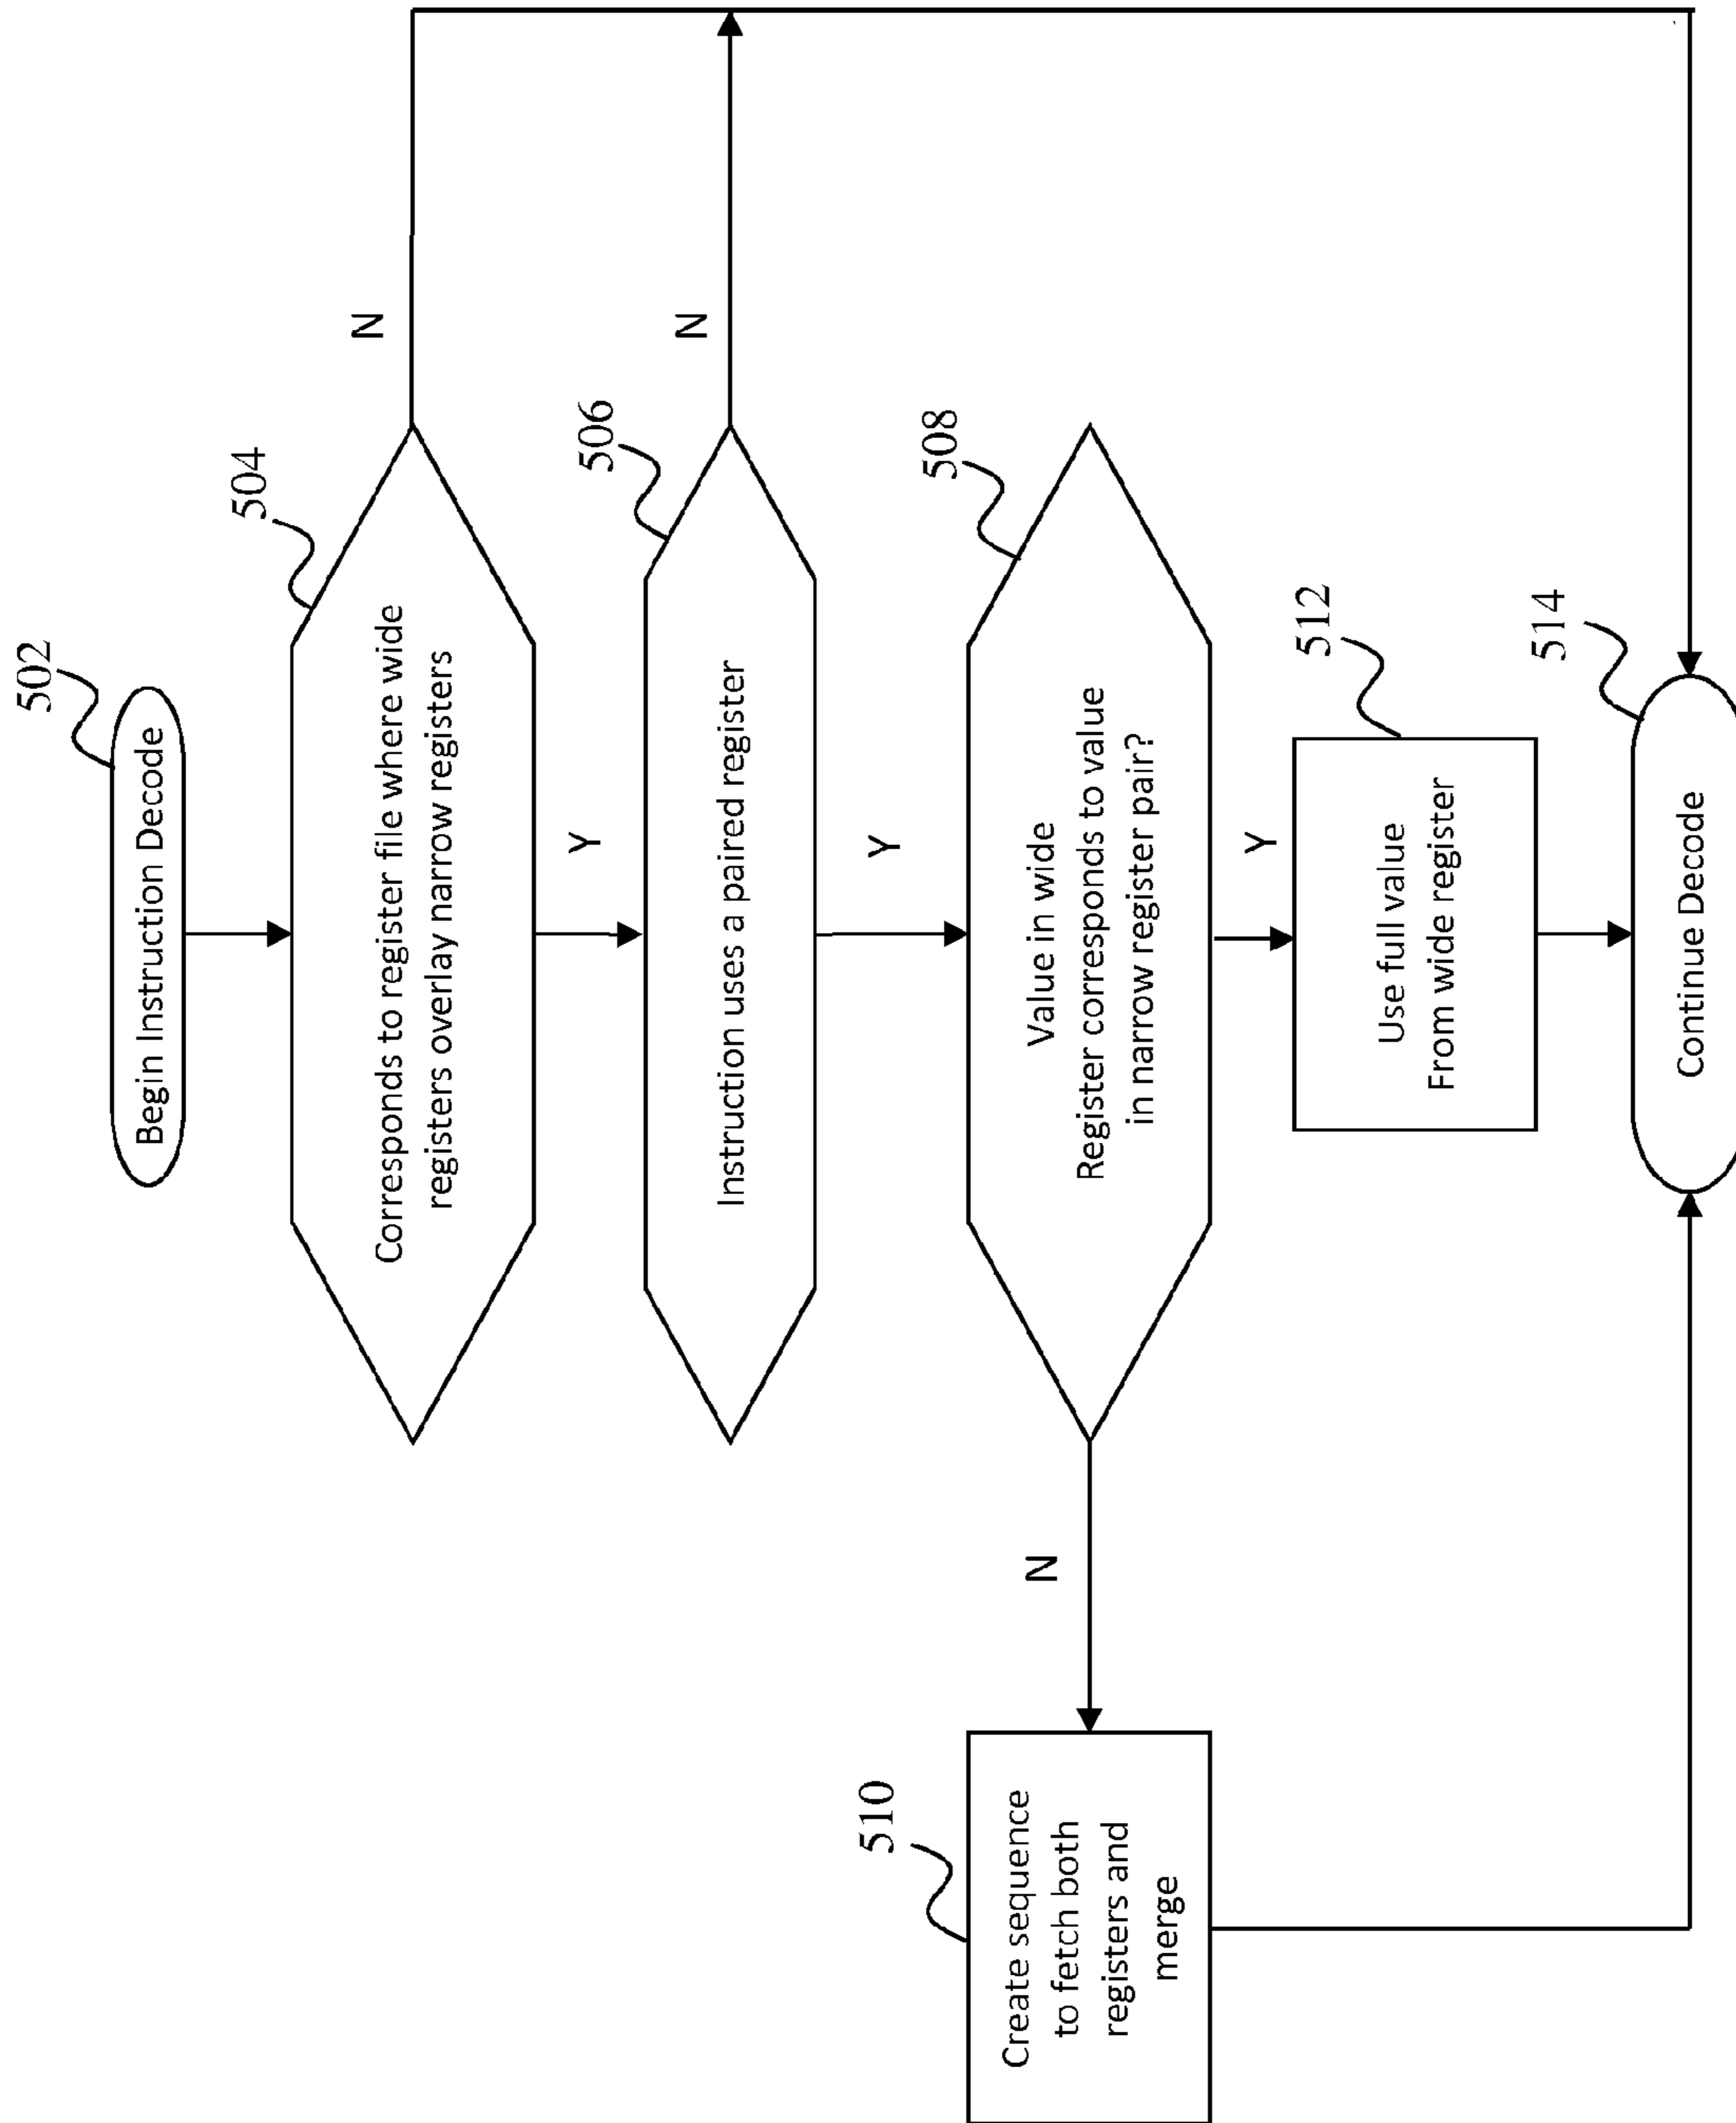 502
Begin Instruction Decode
504
Corresponds to register file where wide
registers overlay narrow registers
N
Y
506
Instruction uses a paired register
N
Y
508
Value in wide
Register corresponds to value
in narrow register pair?
N
Y
510
Create sequence
to fetch both
registers and
merge
512
Use full value
From wide register
514
Continue Decode